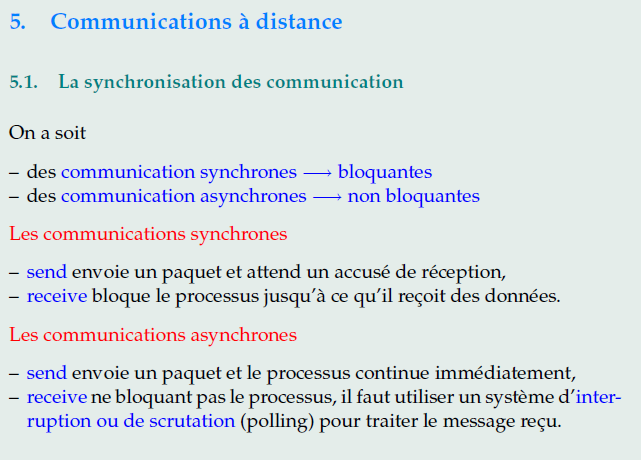 5. Communications à distance
5.1. La synchronisation des communication
On a soit
– des communication synchrones ⟶ bloquantes
– des communication asynchrones ⟶ non bloquantes
Les communications synchrones
– send envoie un paquet et attend un accusé de réception,
– receive bloque le processus jusqu'à ce qu'il reçoit des données.
Les communications asynchrones
– send envoie un paquet et le processus continue immédiatement,
– receive ne bloquant pas le processus, il faut utiliser un système d'inter-
ruption ou de scrutation (polling) pour traiter le message reçu.